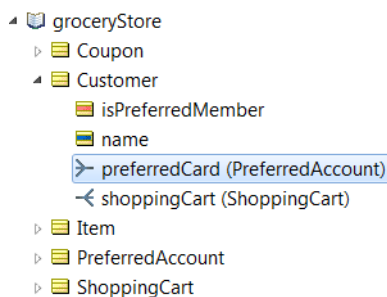 groceryStore
Coupon
Customer
isPreferredMember
name
preferredCard (PreferredAccount)
shoppingCart (ShoppingCart)
Item
PreferredAccount
ShoppingCart